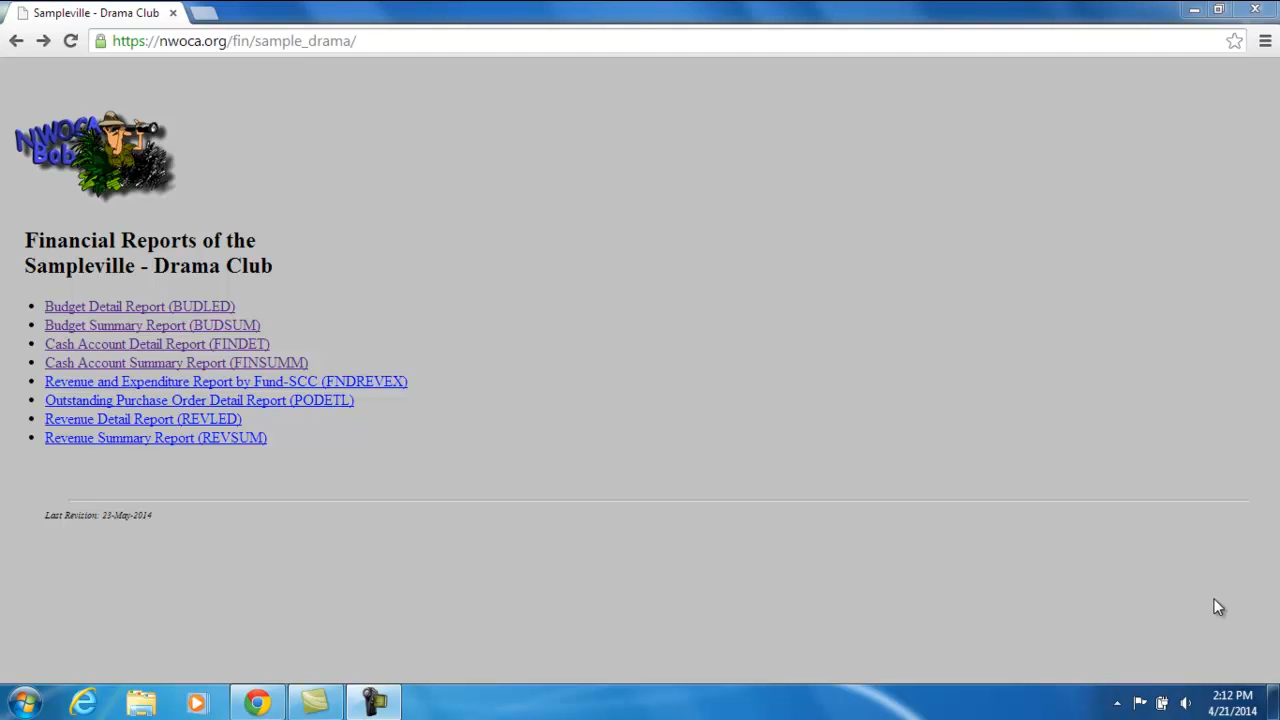 Sampleville - Drama Club
https://nwoca.org/fin/sample_drama/
NWOCA
Bob
Financial Reports of the
Sampleville - Drama Club
Budget Detail Report (BUDLED)
Budget Summary Report (BUDSUM)
Cash Account Detail Report (FINDET)
Cash Account Summary Report (FINSUMM)
Revenue and Expenditure Report by Fund-SCC (FNDREVEX)
Outstanding Purchase Order Detail Report (PODETL)
Revenue Detail Report (REVLED)
Revenue Summary Report (REVSUM)
Last Revision: 23-May-2014
2:12 PM
4/21/2014